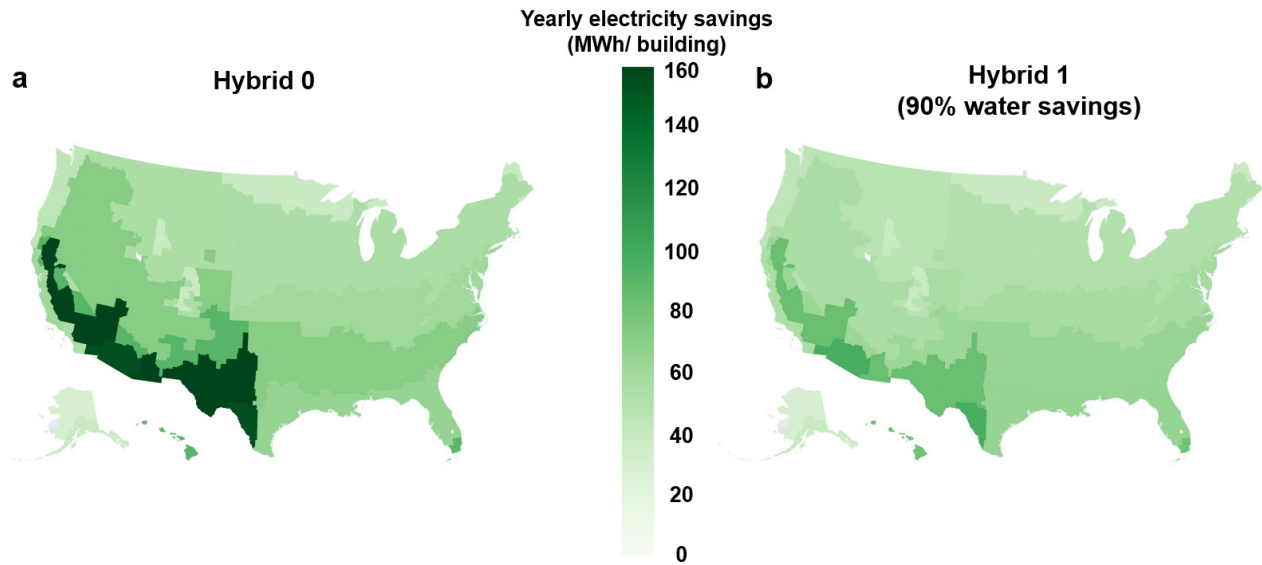 Yearly electricity savings
(MWh/ building)
a
Hybrid 0
160
140
120
100
80
60
40
20
0
b
Hybrid 1
(90% water savings)